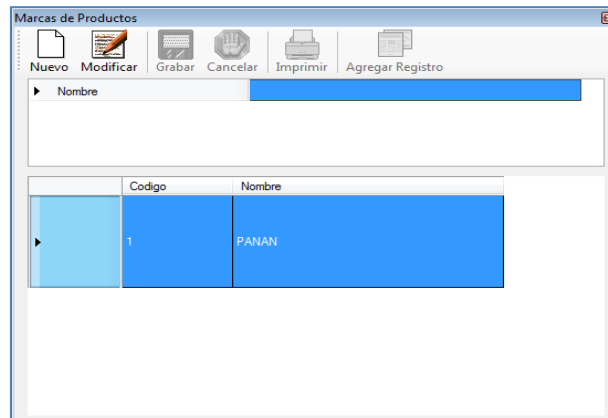 Marcas de Productos
Nuevo Modificar Grabar Cancelar Imprimir Agregar Registro
Nombre
Codigo Nombre
1 PANAN